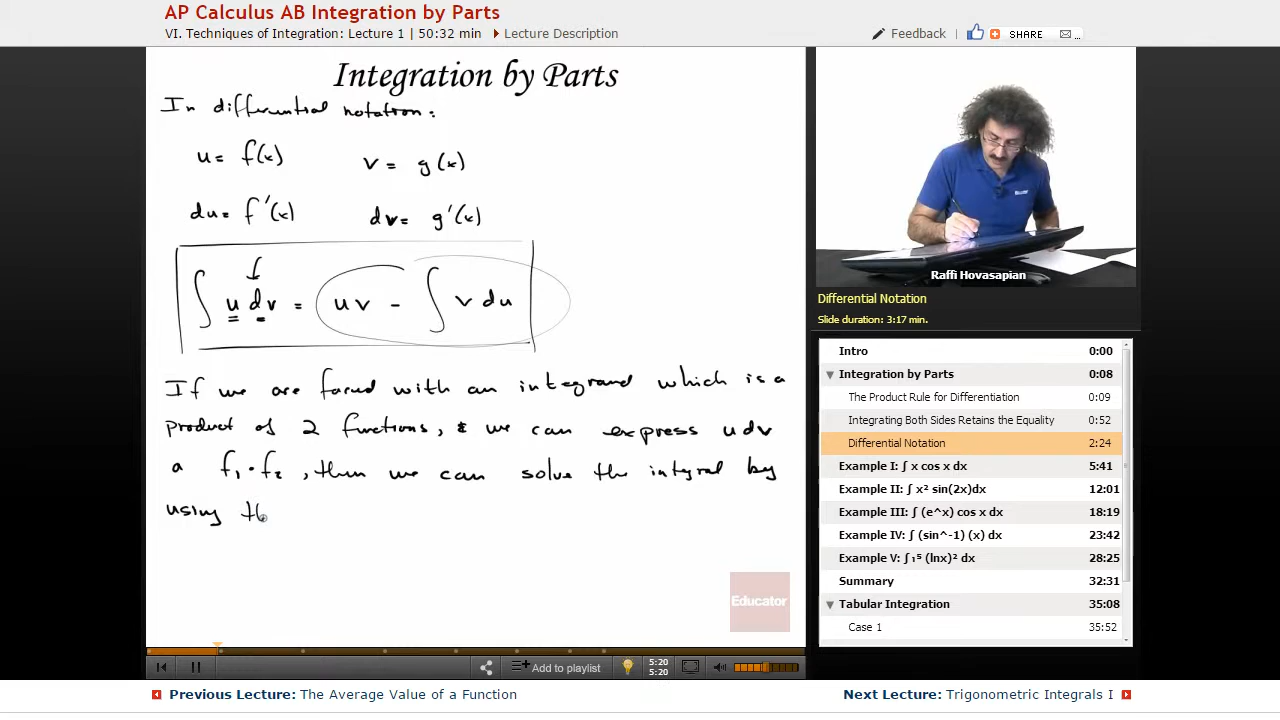 AP Calculus AB Integration by Parts
VI. Techniques of Integration: Lecture 1 | 50:32 min Lecture Description
Feedback SHARE ...
Integration by Parts
In differential notation:
u = f(x) v = g(x)
du = f'(x) dv = g'(x)
∫ u dv = uv - ∫ v du
If we are faced with an integrand which is a
product of 2 functions, & we can express u dv
a f₁ · f₂, then we can solve the integral by
using th
Educator
5:20
5:20
Add to playlist
Raffi Hovasapian
Differential Notation
Slide duration: 3:17 min.
Intro 0:00
Integration by Parts 0:08
The Product Rule for Differentiation 0:09
Integrating Both Sides Retains the Equality 0:52
Differential Notation 2:24
Example I: ∫ x cos x dx 5:41
Example II: ∫ x² sin(2x)dx 12:01
Example III: ∫ (e^x) cos x dx 18:19
Example IV: ∫ (sin^-1) (x) dx 23:42
Example V: ∫₁⁵ (lnx)² dx 28:25
Summary 32:31
Tabular Integration 35:08
Case 1 35:52
Previous Lecture: The Average Value of a Function
Next Lecture: Trigonometric Integrals I